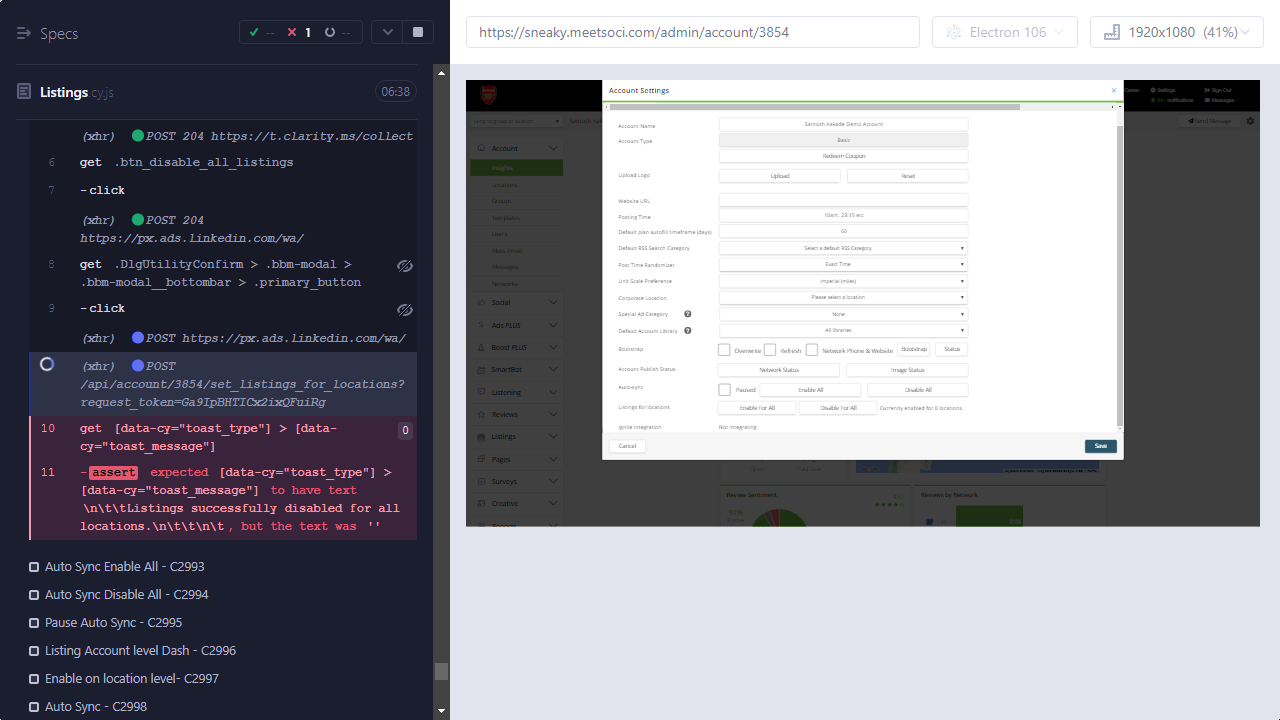 Specs
-- 1 --
Listings.cy.js
06:38
(xhr) POST 204 https://t.clarity.ms/collect
6 get .btn_disable_all_listings
7 -click
(xhr) POST 204
https://px.ads.linkedin.com/wa/
8
.bbm-modal__bottombar > .primary_button
9 -click
(xhr) POST https://px.ads.linkedin.com/wa/
(xhr) POST
10 get [data-cy="toast_type"] > [data-cy="toast_message"] 0
11 -assert expected [data-cy="toast_type"] >
[data-cy="toast_message"] to have text
\n\t\tListings successfully disabled for all
locations.\n\t\t\n\t, but the text was ''
Auto Sync Enable All - C2993
Auto Sync Disable All - C2994
Pause Auto Sync - C2995
Listing Account level Dash - C2996
Enable on location level- C2997
Auto Sync - C2998
https://sneaky.meetsoci.com/admin/account/3854
Electron 106
1920x1080 (41%)
Account Settings
Center
Settings
Sign Out
notifications
Messages
Send Message
Account
Insights
Locations
Groups
Templates
Users
Messages
Networks
Social
Ads PLUS
Boost PLUS
SmartBot
Listening
Reviews
Listings
Pages
Surveys
Creative
Account Name Santosh Kakade Demo Account
Account Type Basic
Redeem Coupon
Upload Logo Upload Reset
Website URL
Posting Time 10am, 23:15 etc
Default plan autofill timeframe (days) 60
Default RSS Search Category Select a default RSS Category
Post Time Randomizer Exact Time
Unit Scale Preference Imperial (miles)
Corporate Location Please select a location
Special Ad Category None
Default Account Library All libraries
Bootstrap Overwrite Refresh Network Phone & Website Bootstrap Status
Account Publish Status Network Status Image Status
Auto-sync Paused Enable All Disable All
Listings for locations Enable For All Disable For All Currently enabled for 0 locations.
Ignite Integration Not Integrating
Cancel Save
Review Sentiment
Reviews by Network